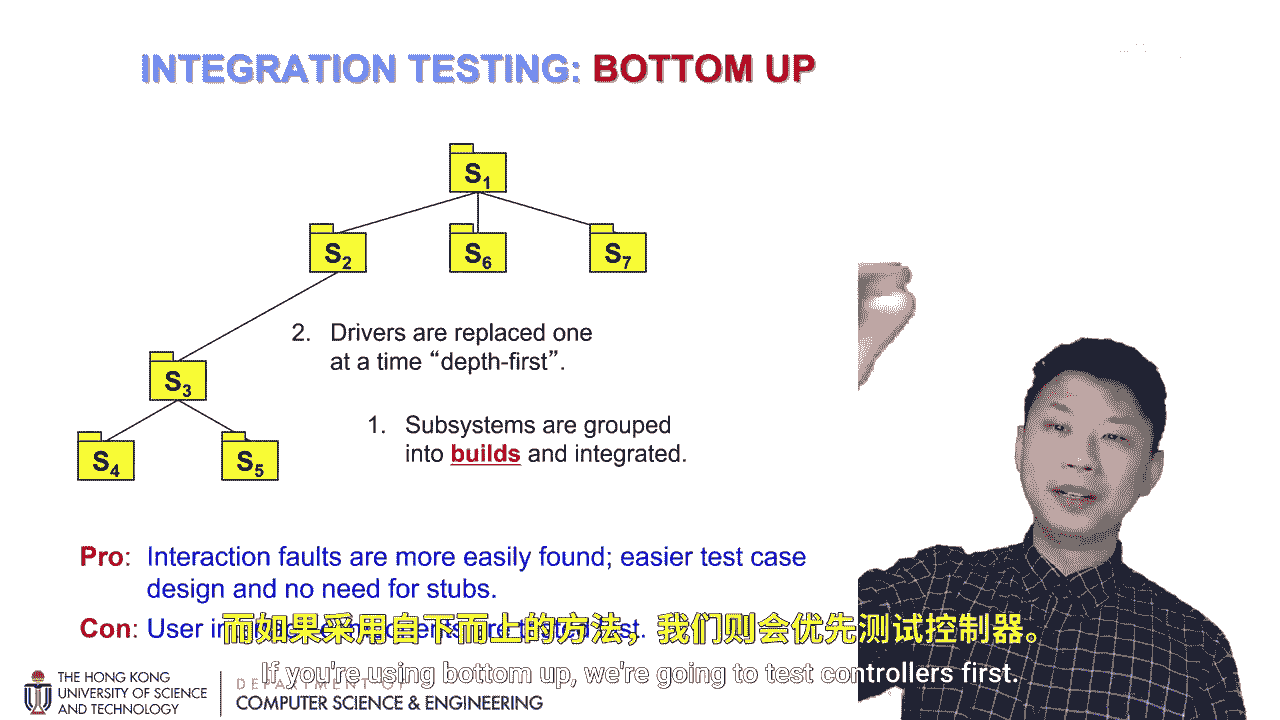 INTEGRATION TESTING: BOTTOM UP
S1
S2
S6
S7
2. Drivers are replaced one
at a time “depth-first”.
S3
1. Subsystems are grouped
into builds and integrated.
S4
S5
Pro: Interaction faults are more easily found; easier test case
design and no need for stubs.
Con: User in
而如果采用自下而上的方法，我们则会优先测试控制器。
If you're using bottom up, we're going to test controllers first.
THE HONG KONG
UNIVERSITY OF SCIENCE
AND TECHNOLOGY
DEPARTMENT OF
COMPUTER SCIENCE & ENGINEERING